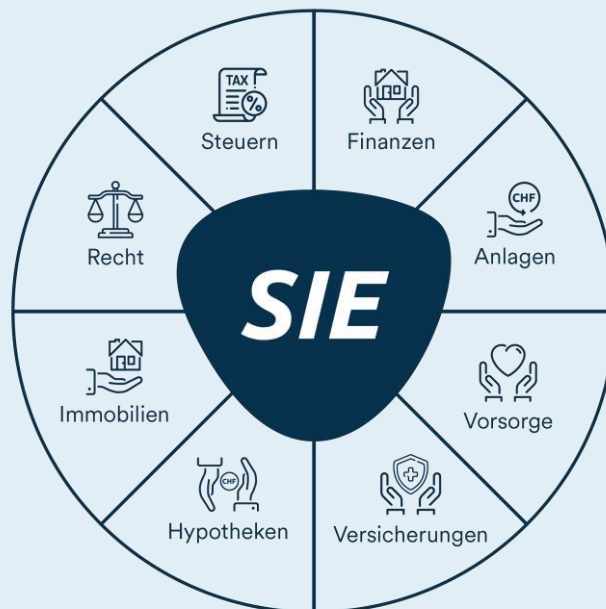 TAX
%
Steuern
Finanzen
CHF
Anlagen
Recht
SIE
Immobilien
Vorsorge
CHF
Hypotheken
Versicherungen